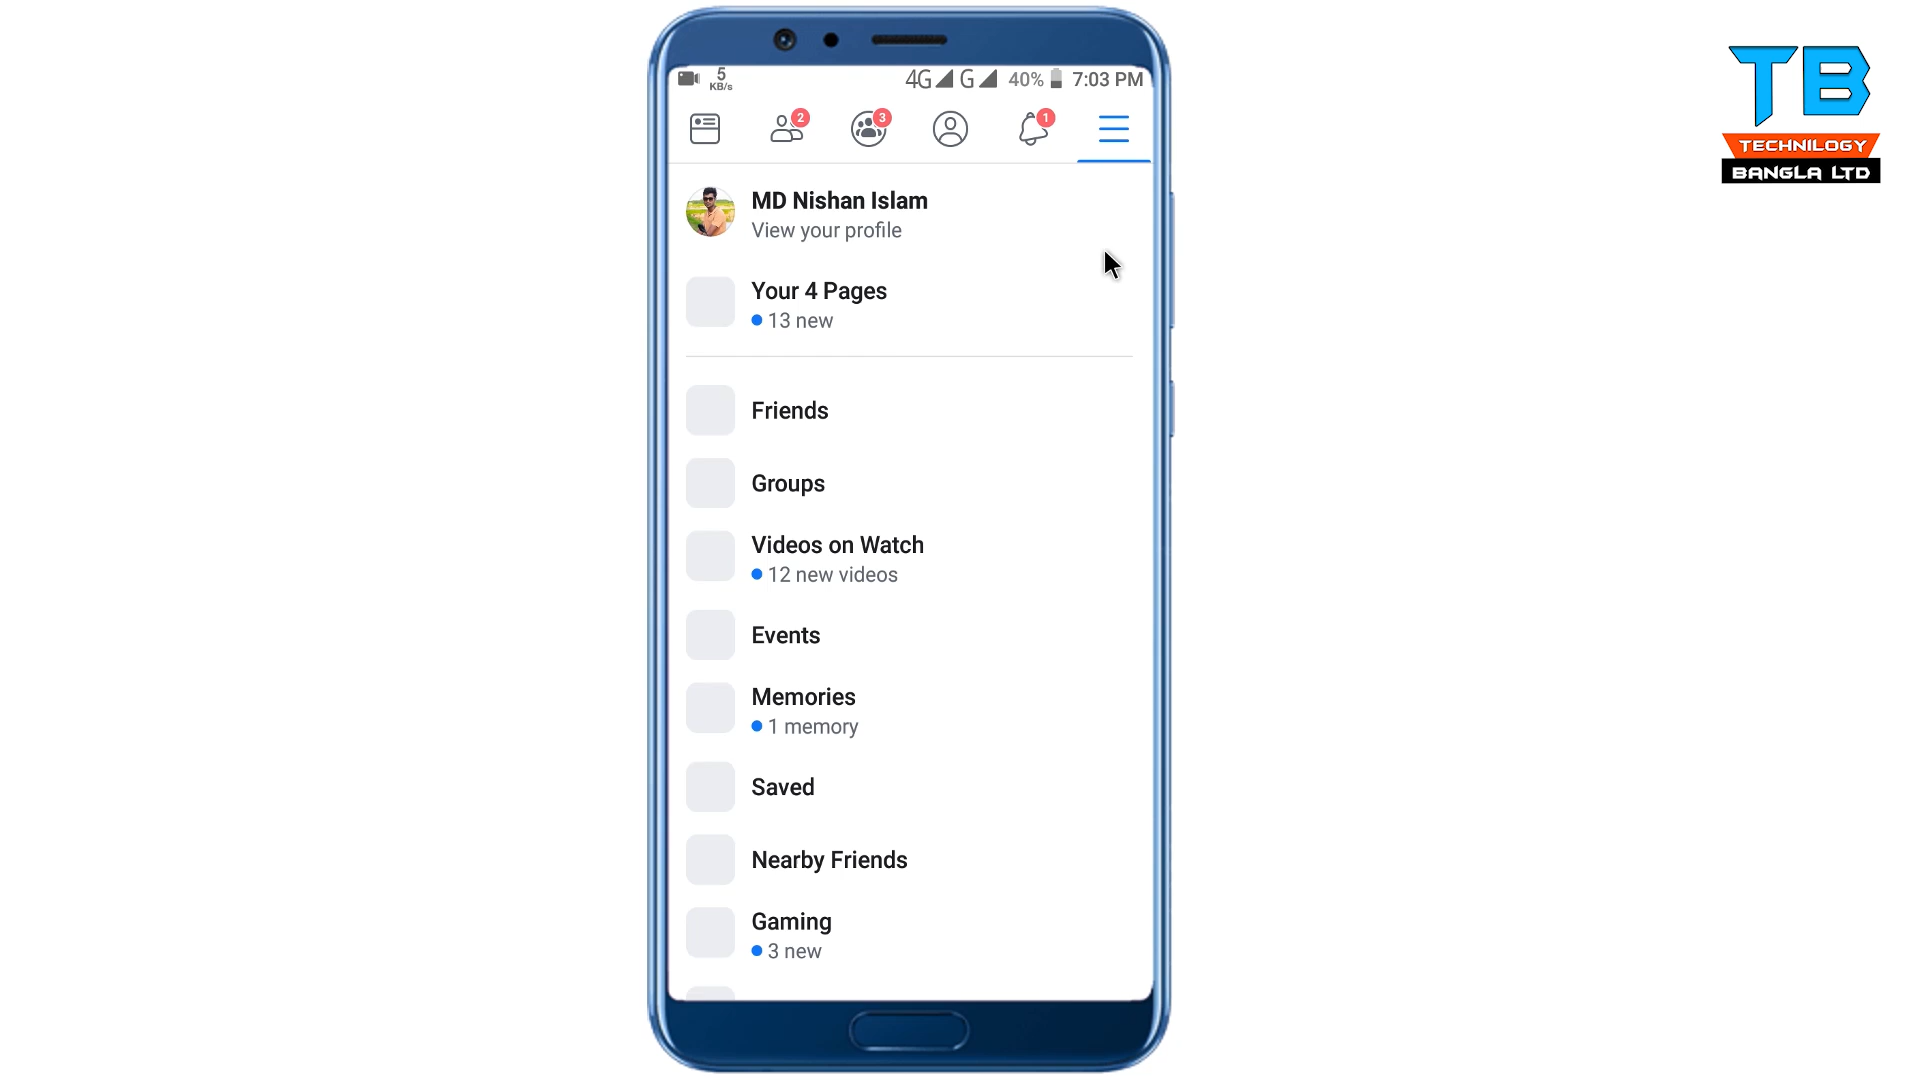 5
KB/s
4G G 40% 7:03 PM
2
3
1
MD Nishan Islam
View your profile
Your 4 Pages
13 new
Friends
Groups
Videos on Watch
12 new videos
Events
Memories
1 memory
Saved
Nearby Friends
Gaming
3 new
TB
TECHNILOGY
BANGLA LTD